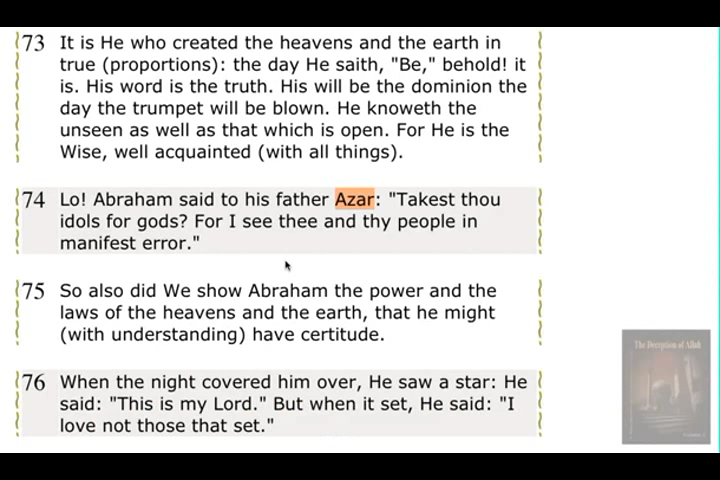 73 It is He who created the heavens and the earth in
true (proportions): the day He saith, "Be," behold! it
is. His word is the truth. His will be the dominion the
day the trumpet will be blown. He knoweth the
unseen as well as that which is open. For He is the
Wise, well acquainted (with all things).
74 Lo! Abraham said to his father Azar: "Takest thou
idols for gods? For I see thee and thy people in
manifest error."
75 So also did We show Abraham the power and the
laws of the heavens and the earth, that he might
(with understanding) have certitude.
76 When the night covered him over, He saw a star: He
said: "This is my Lord." But when it set, He said: "I
love not those that set."
The Deception of Allah